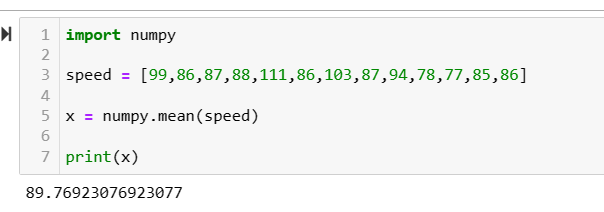 1 import numpy
2
3 speed = [99,86,87,88,111,86,103,87,94,78,77,85,86]
4
5 x = numpy.mean(speed)
6
7 print(x)
89.76923076923077